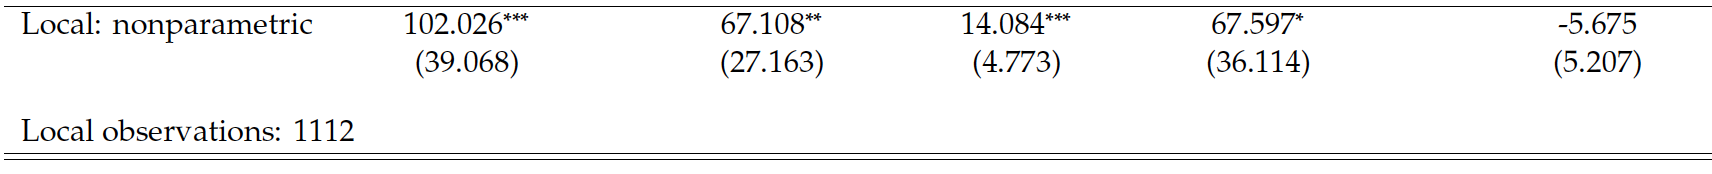 Local: nonparametric 102.026*** 67.108** 14.084*** 67.597* -5.675
(39.068) (27.163) (4.773) (36.114) (5.207)
Local observations: 1112